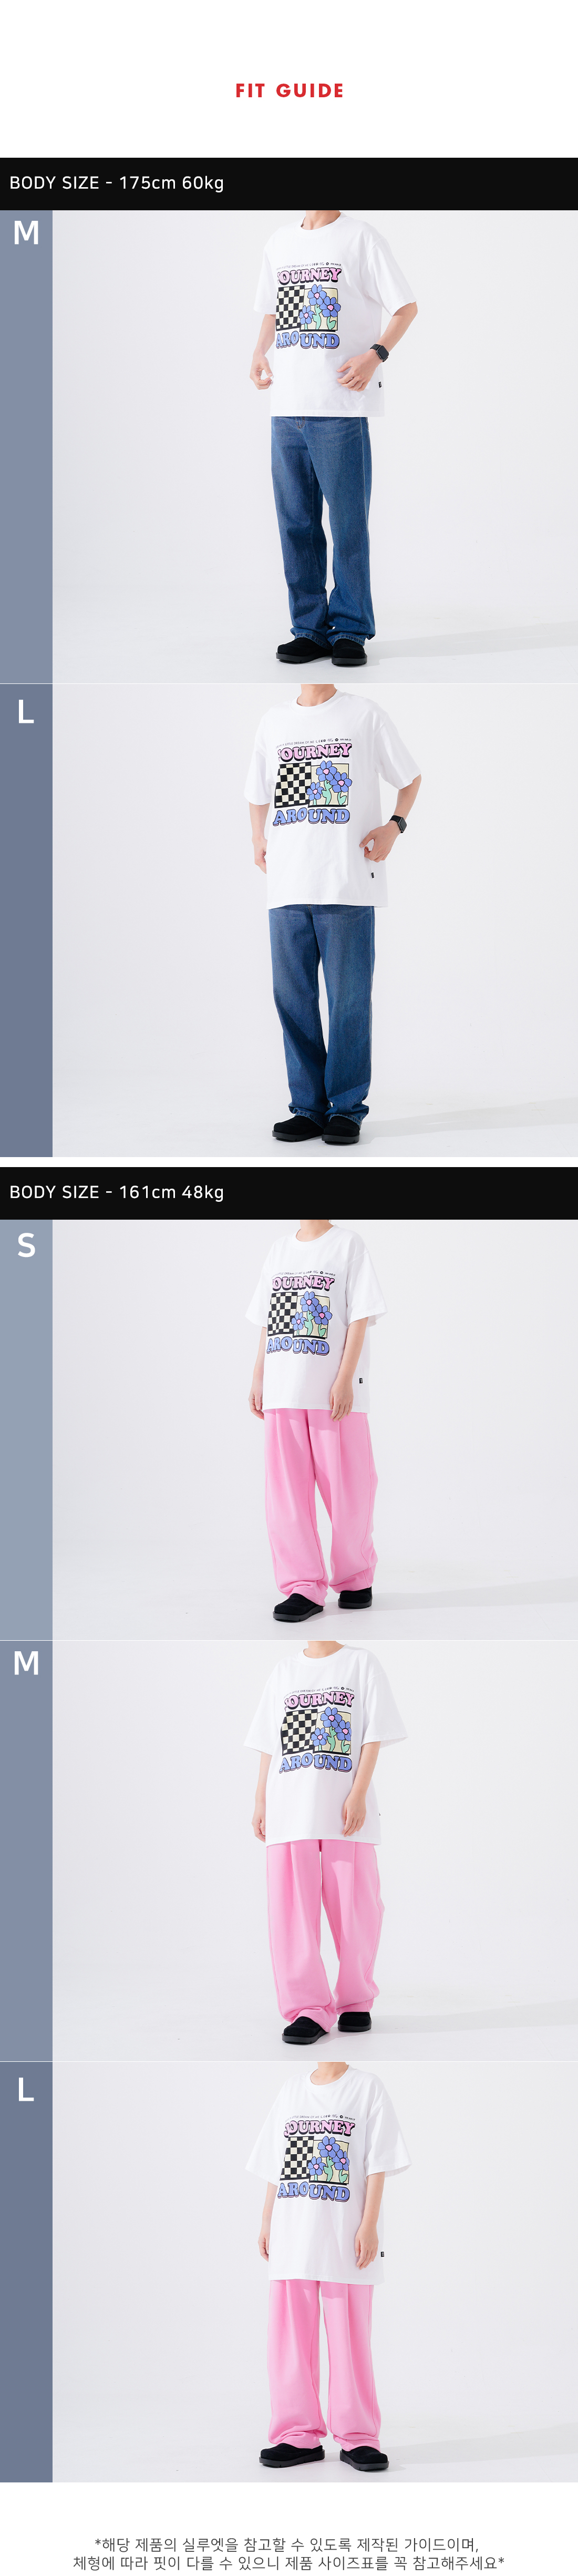 FIT GUIDE
BODY SIZE - 175cm 60kg
M
JOURNEY
AROUND
L
JOURNEY
AROUND
BODY SIZE - 161cm 48kg
S
JOURNEY
AROUND
M
JOURNEY
AROUND
L
JOURNEY
AROUND
*해당 제품의 실루엣을 참고할 수 있도록 제작된 가이드이며,
체형에 따라 핏이 다를 수 있으니 제품 사이즈표를 꼭 참고해주세요*